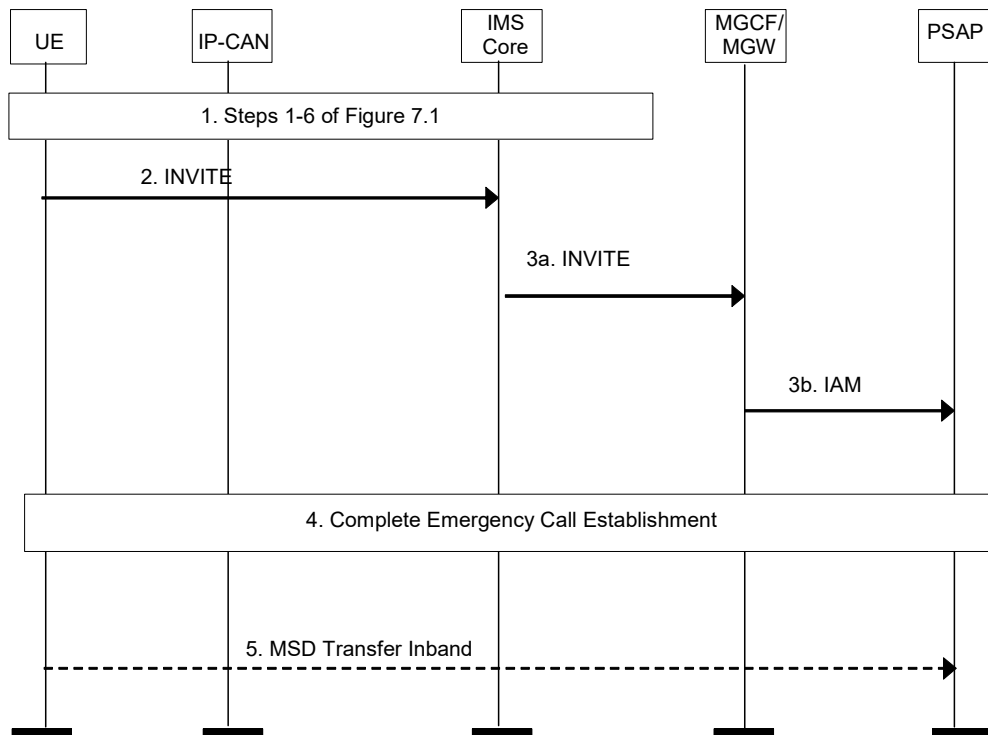 UE
IP-CAN
IMS
Core
MGCF/
MGW
PSAP
1. Steps 1-6 of Figure 7.1
2. INVITE
3a. INVITE
3b. IAM
4. Complete Emergency Call Establishment
5. MSD Transfer Inband